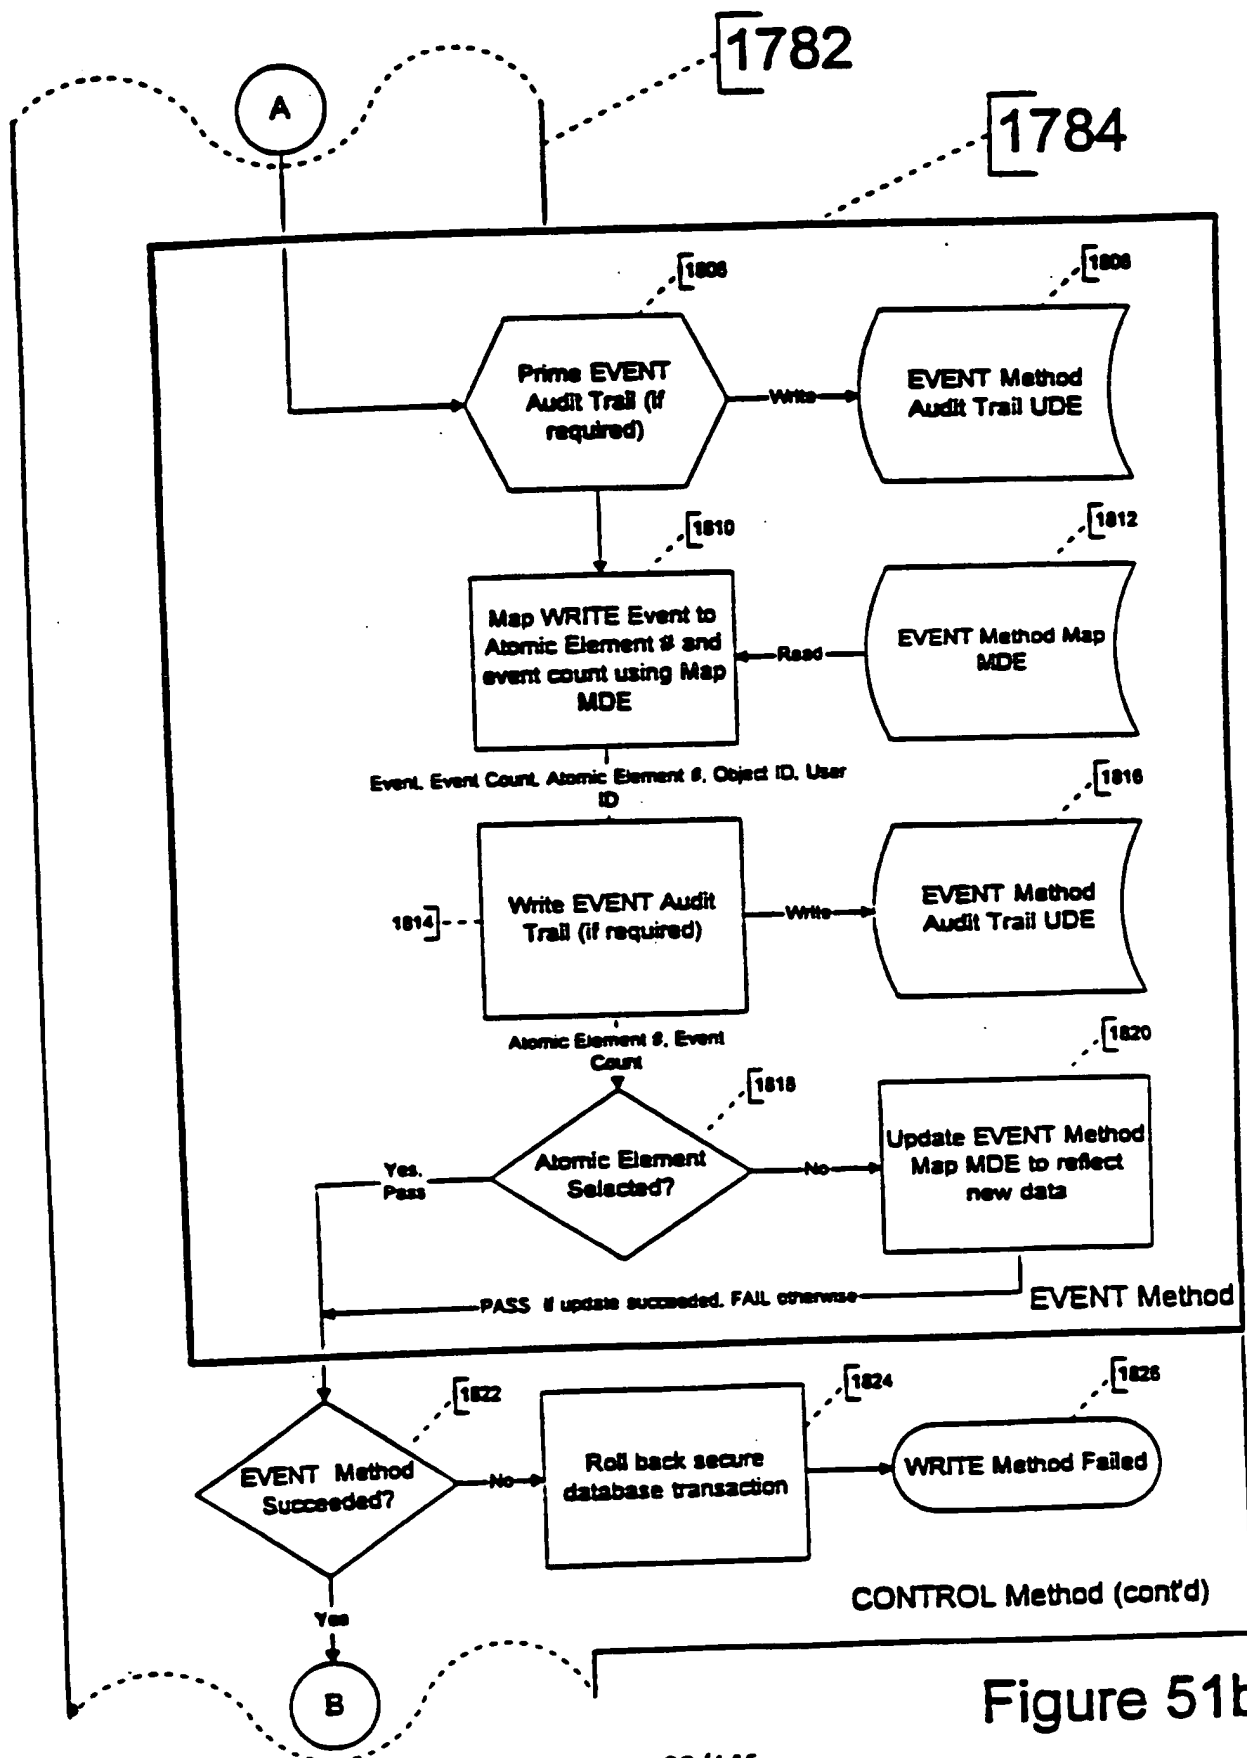 1782
A
1784
1806
1808
Prime EVENT
Audit Trail (if
required)
Write
EVENT Method
Audit Trail UDE
1810
1812
Map WRITE Event to
Atomic Element # and
event count using Map
MDE
Read
EVENT Method Map
MDE
Event, Event Count, Atomic Element #, Object ID, User
ID
1816
1814
Write EVENT Audit
Trail (if required)
Write
EVENT Method
Audit Trail UDE
Atomic Element #, Event
Count
1820
1818
Yes,
Pass
Atomic Element
Selected?
No
Update EVENT Method
Map MDE to reflect
new data
PASS if update succeeded, FAIL otherwise
EVENT Method
1822
1824
1826
EVENT Method
Succeeded?
No
Roll back secure
database transaction
WRITE Method Failed
Yes
CONTROL Method (cont'd)
B
Figure 51b